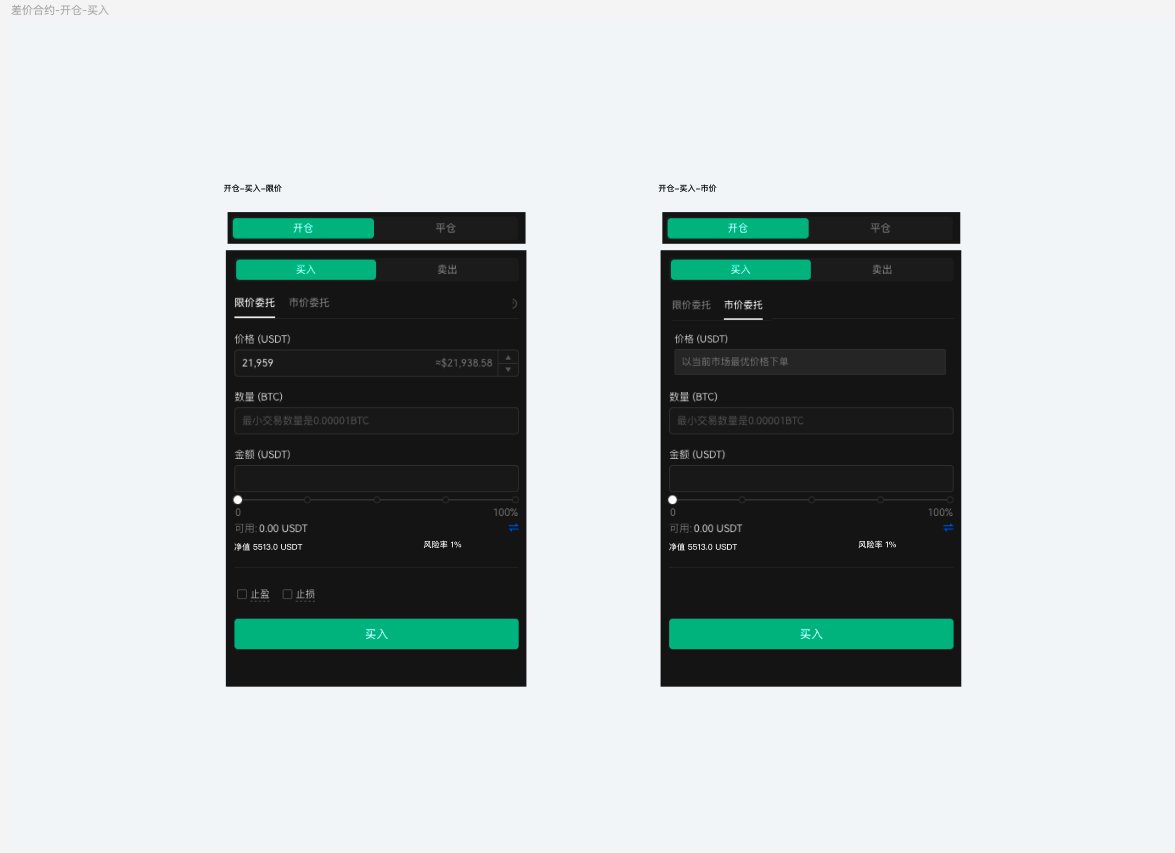 差价合约-开仓-买入
开仓-买入-限价
开仓 平仓
买入 卖出
限价委托 市价委托
价格 (USDT)
21,959 ≈$21,938.58
数量 (BTC)
最小交易数量是0.00001BTC
金额 (USDT)
0 100%
可用: 0.00 USDT
净值 5513.0 USDT 风险率 1%
止盈 止损
买入
开仓-买入-市价
开仓 平仓
买入 卖出
限价委托 市价委托
价格 (USDT)
以当前市场最优价格下单
数量 (BTC)
最小交易数量是0.00001BTC
金额 (USDT)
0 100%
可用: 0.00 USDT
净值 5513.0 USDT 风险率 1%
买入